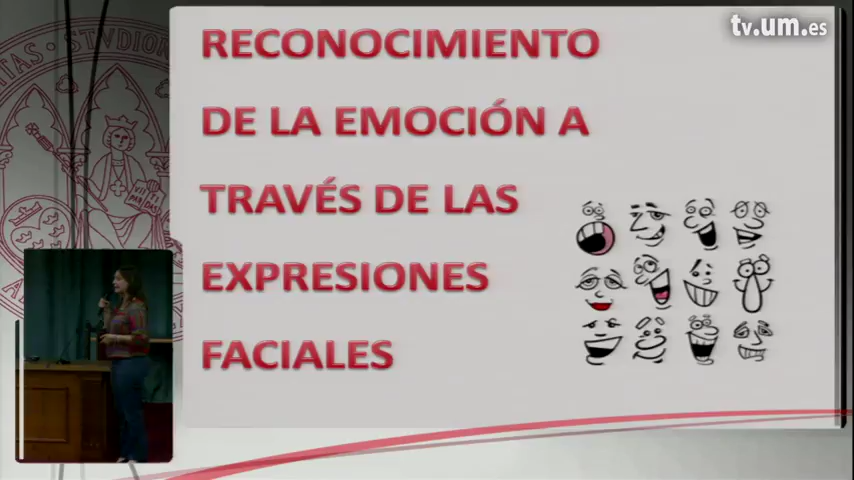 tv.um.es
RECONOCIMIENTO
DE LA EMOCIÓN A
TRAVÉS DE LAS
EXPRESIONES
FACIALES